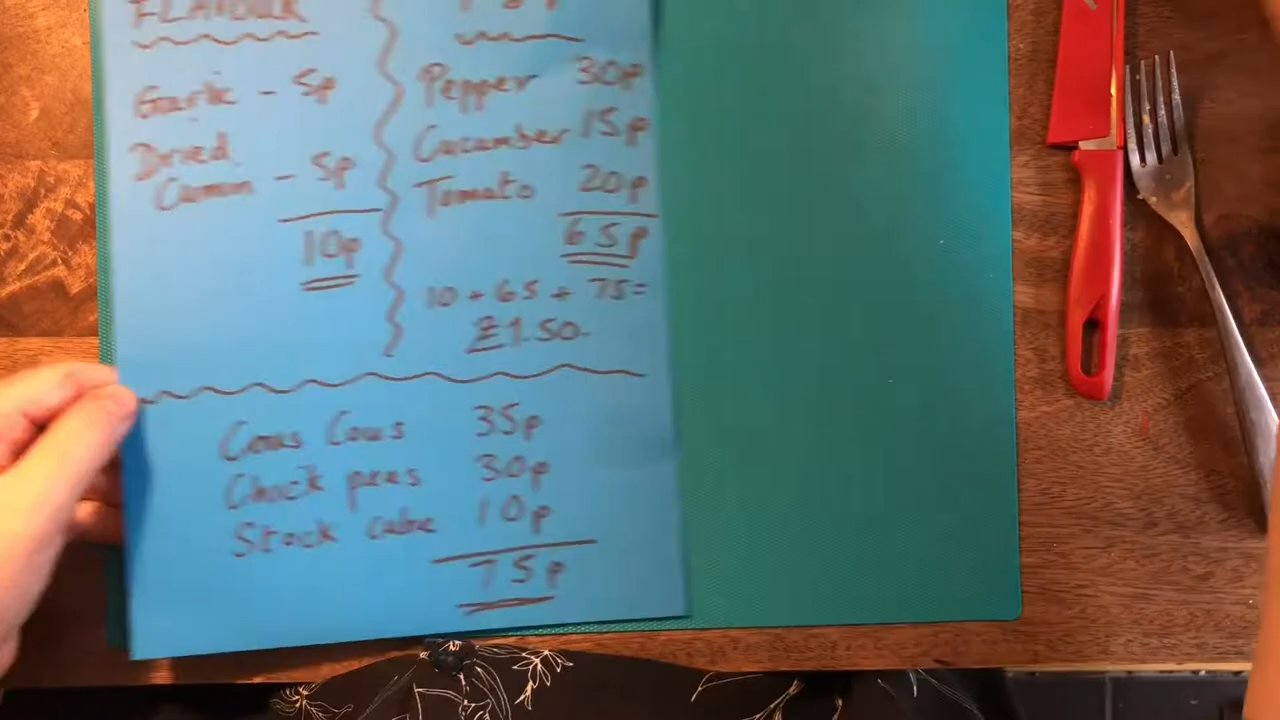 FLAVOUR
Garlic - 5p
Dried
Cumin - 5p
10p
Pepper 30p
Cucumber 15p
Tomato 20p
65p
10 + 65 + 75 =
£1.50
Cous Cous 35p
Chick peas 30p
Stock cube 10p
75p